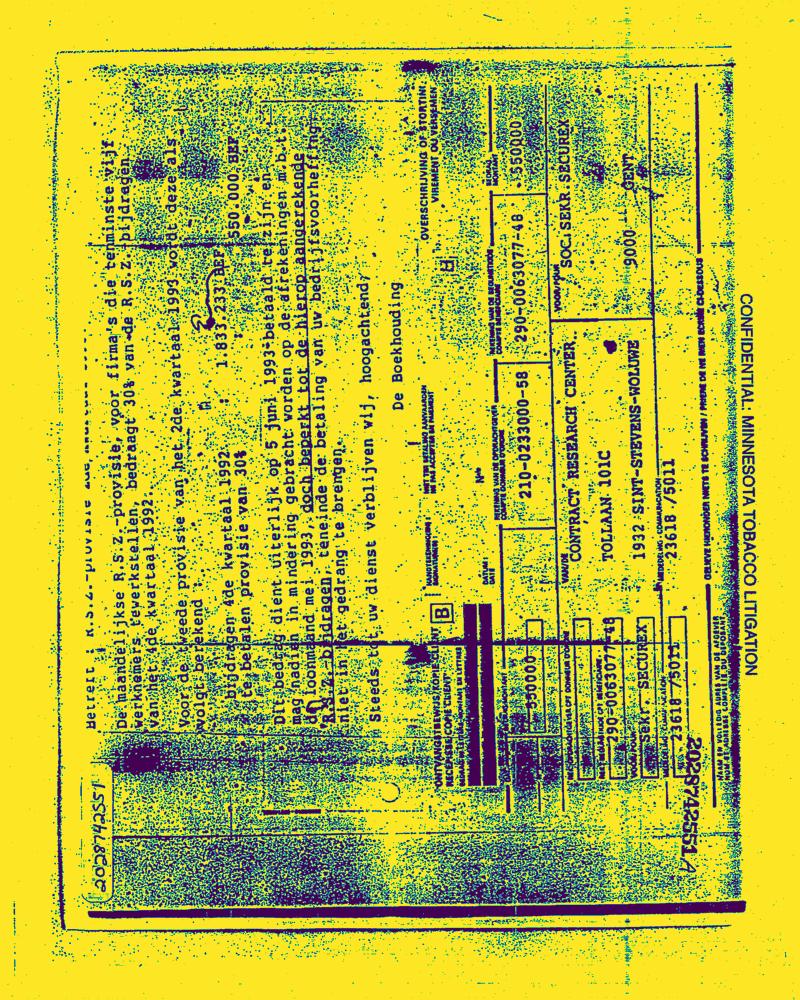 Betreft : R.S.Z.-provisie 2de kwartaal
De maandelijkse R.S.Z.-provisie, voor firma's die tenminste vijf
werknemers tewerkstellen, bedraagt 30% van de R.S.Z.-bijdragen
van het 4de kwartaal 1992.
Voor de tweede provisie van het 2de kwartaal 1993 wordt deze als
volgt berekend :
bijdragen 4de kwartaal 1992 : 1.833.233 BEF
te betalen provisie van 30% 550.000 BEF
Dit bedrag dient uiterlijk op 5 juni 1993 betaald te zijn en
mag nadien in mindering gebracht worden op de afrekeningen m.b.t.
de loonmaand mei 1993, doch beperkt tot de hierop aangerekende
R.S.Z.-bijdragen, teneinde de betaling van uw bedrijfsvoorheffing
niet in het gedrang te brengen.
Steeds tot uw dienst verblijven wij, hoogachtend,
De Boekhouding
OVERSCHRIJVING OF STORTING
VIREMENT OU VERSEMENT
B
210-0233000-58
290-0063077-48
550000
CONTRACT RESEARCH CENTER
TOLLAAN 101C
1932 SINT-STEVENS-WOLUWE
SOC.SEKR.SECUREX
9000 GENT
23618 /5011
550000
290-0063077-48
SEKR. SECUREX
23618 /5011
2028742551
2028742551A
CONFIDENTIAL: MINNESOTA TOBACCO LITIGATION